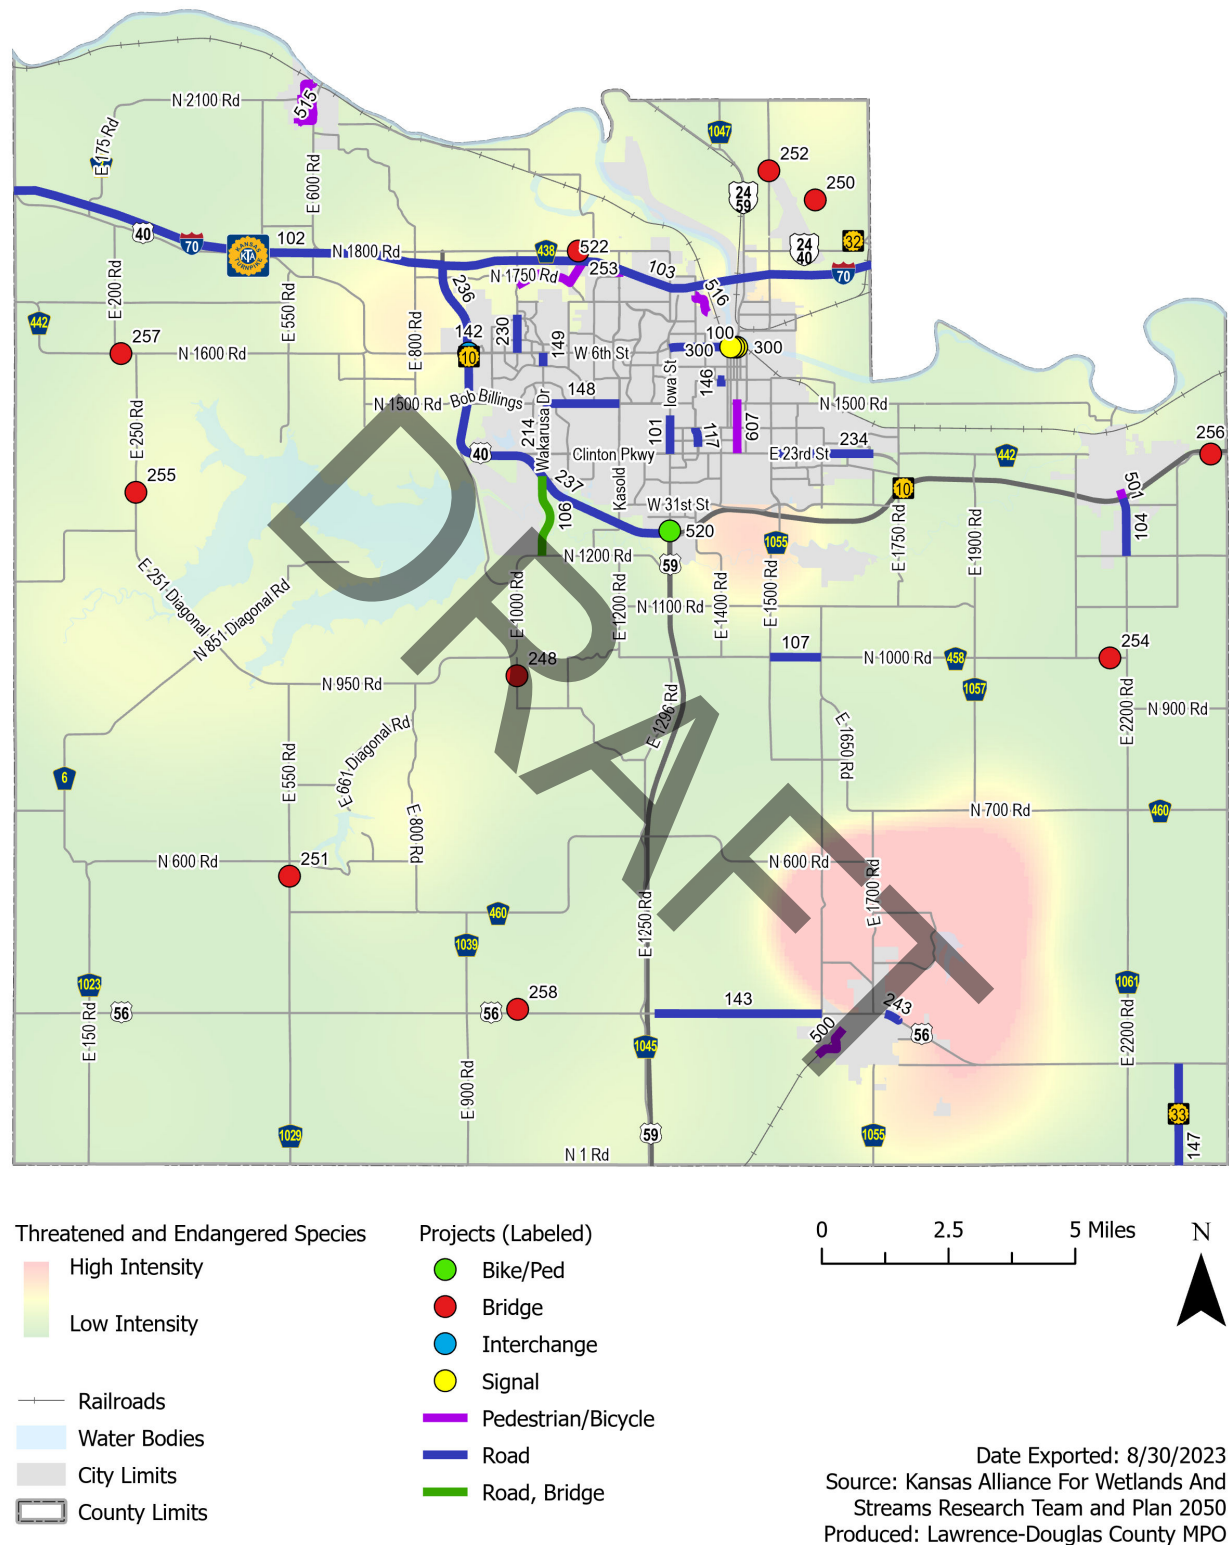 N 2100 Rd
515
1047
E 175 Rd
252
E 600 Rd
250
24
59
40
70
KANSAS
KTA
TURNPIKE
102
N 1800 Rd
438
522
24
40
32
253
103
70
N 1750 Rd
236
516
E 200 Rd
E 550 Rd
442
257
N 1600 Rd
E 800 Rd
142
10
230
149
W 6th St
100
300
300
Iowa St
146
148
N 1500 Rd
Bob Billings
Wakarusa Dr
N 1500 Rd
E 250 Rd
214
101
117
607
234
E 23rd St
442
256
40
Clinton Pkwy
237
Kasold
255
10
501
W 31st St
106
520
1055
104
N 1200 Rd
59
E 1750 Rd
E 1900 Rd
E 251 Diagonal
N 851 Diagonal Rd
E 1000 Rd
E 1200 Rd
N 1100 Rd
E 1400 Rd
E 1500 Rd
107
N 1000 Rd
458
254
248
N 950 Rd
1057
E 1296 Rd
E 2200 Rd
N 900 Rd
E 661 Diagonal Rd
E 1650 Rd
6
E 550 Rd
E 800 Rd
N 700 Rd
460
N 600 Rd
251
N 600 Rd
E 1700 Rd
460
1039
E 1250 Rd
1023
1061
56
56
258
143
243
500
56
E 150 Rd
1045
E 2200 Rd
E 900 Rd
33
1029
59
1055
147
N 1 Rd
DRAFT
Threatened and Endangered Species
High Intensity
Low Intensity
Railroads
Water Bodies
City Limits
County Limits
Projects (Labeled)
Bike/Ped
Bridge
Interchange
Signal
Pedestrian/Bicycle
Road
Road, Bridge
0 2.5 5 Miles
N
Date Exported: 8/30/2023
Source: Kansas Alliance For Wetlands And
Streams Research Team and Plan 2050
Produced: Lawrence-Douglas County MPO